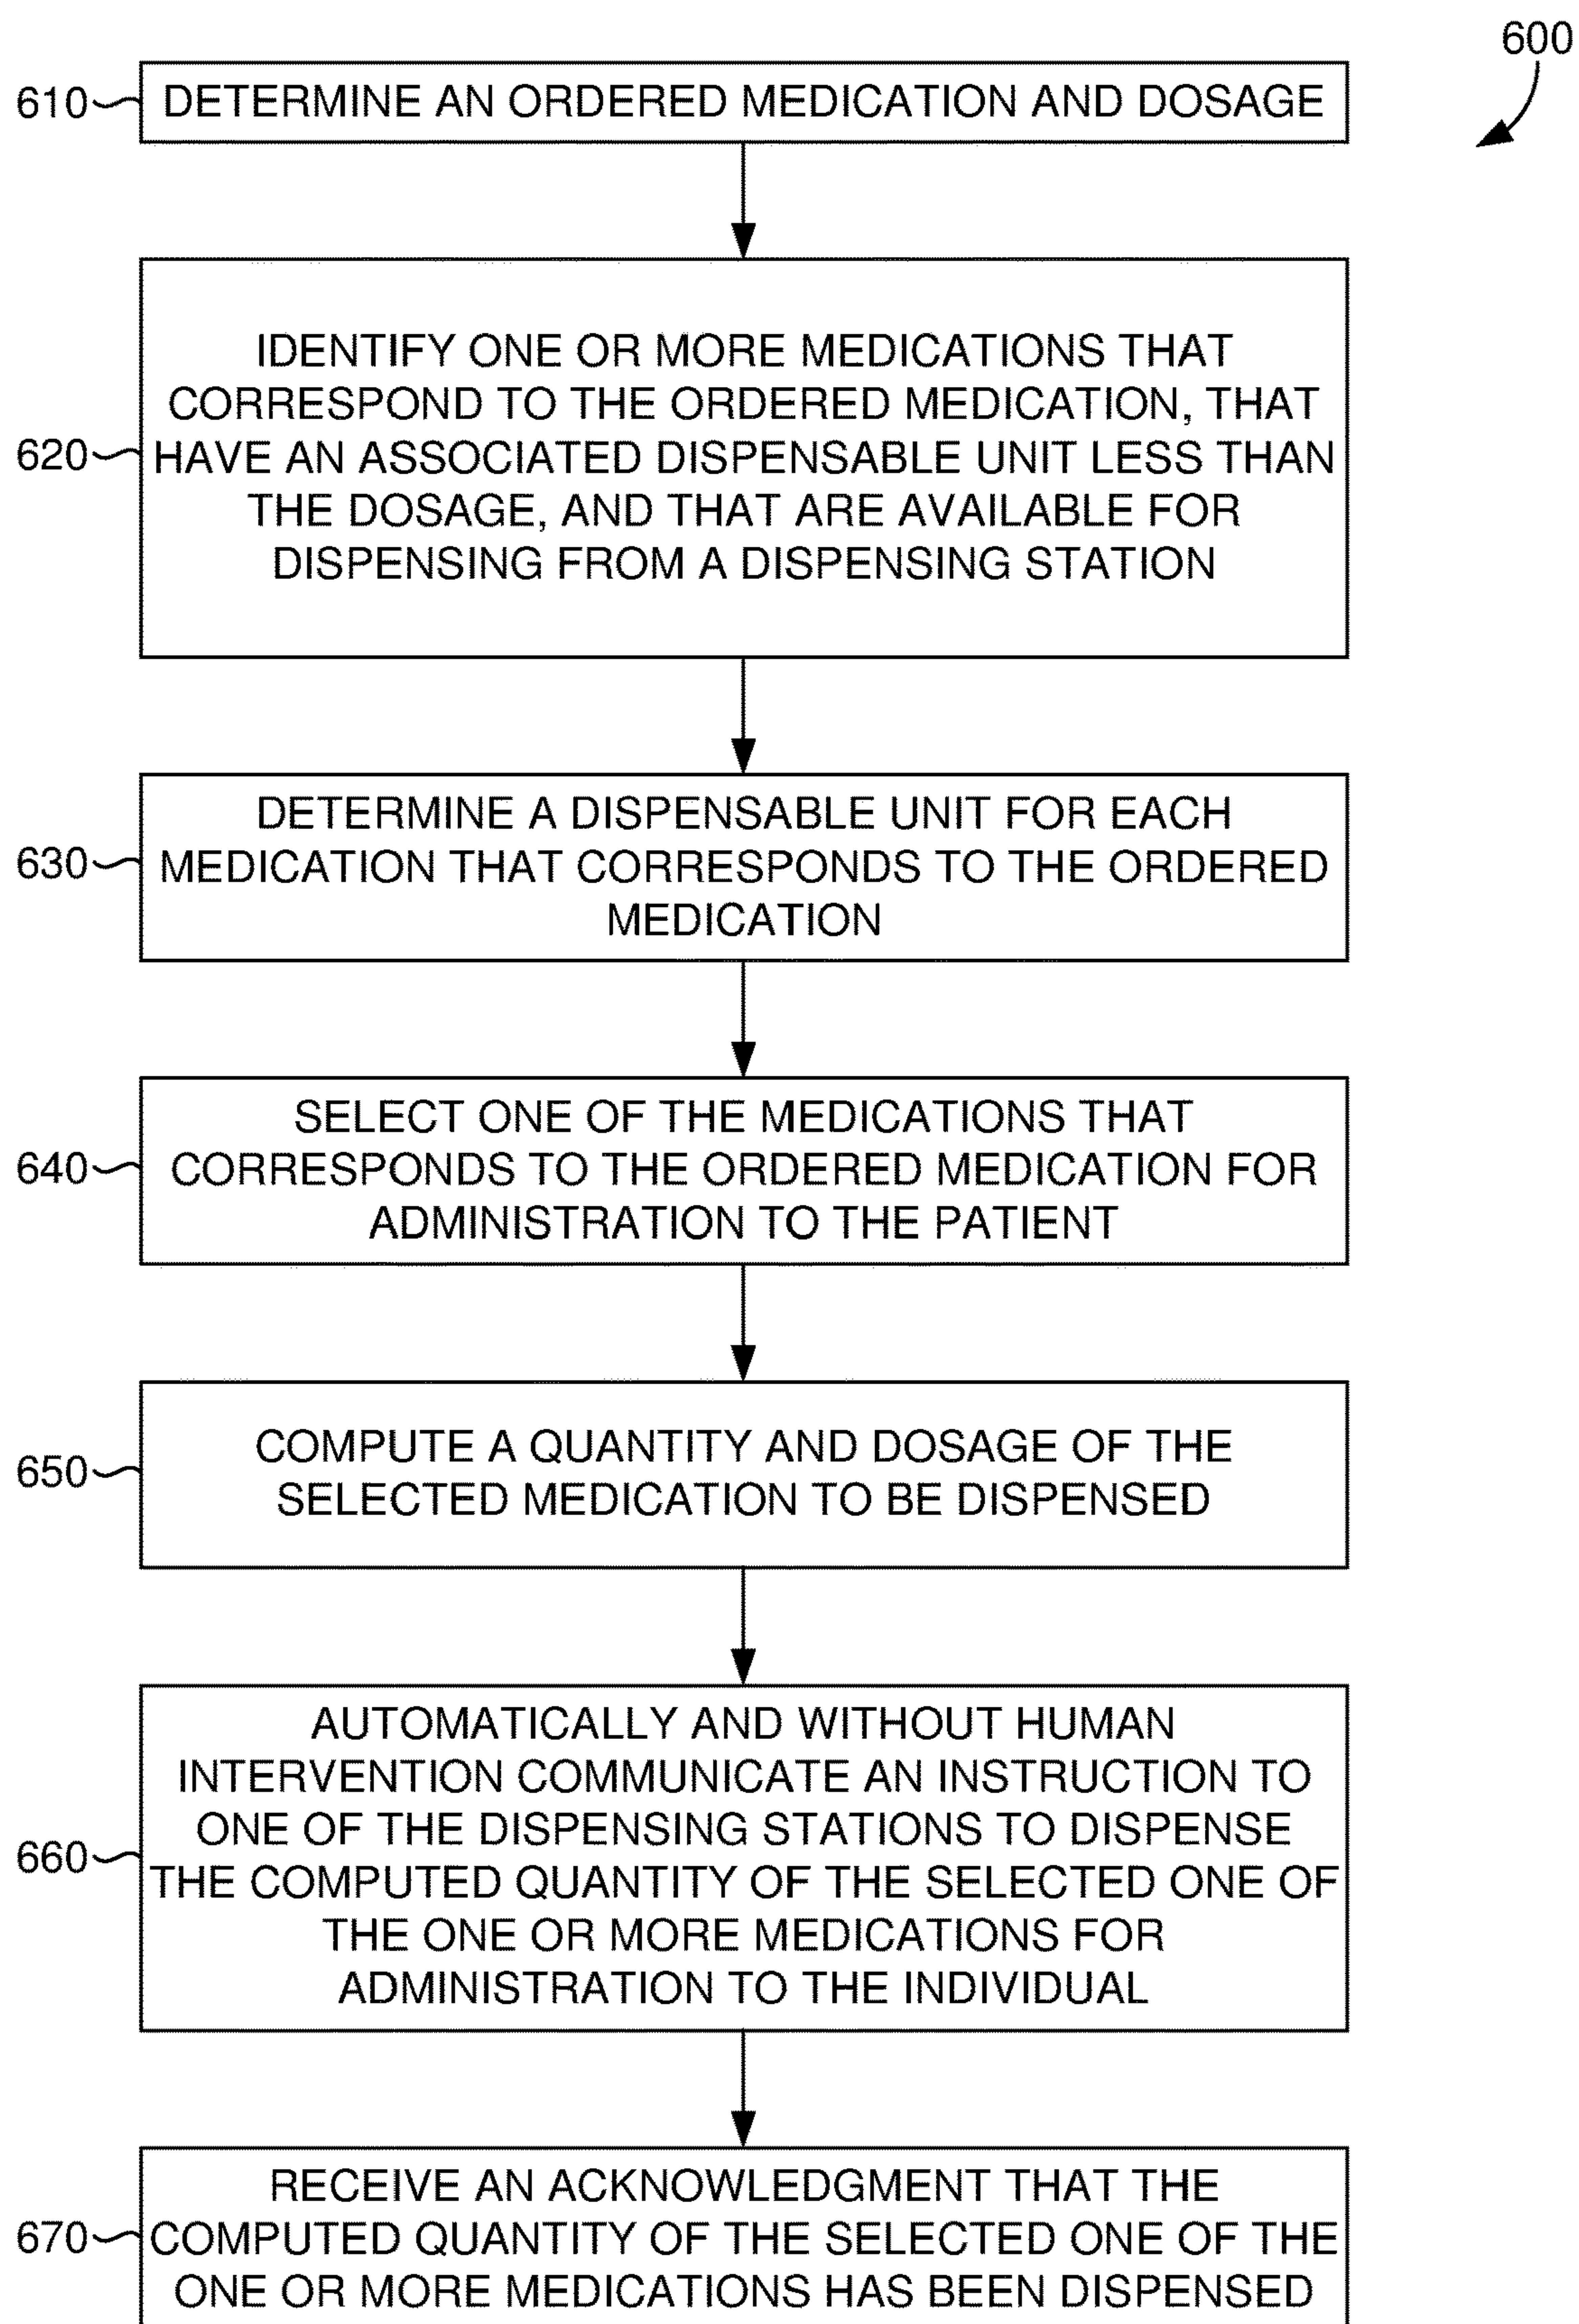 600
610
DETERMINE AN ORDERED MEDICATION AND DOSAGE
620
IDENTIFY ONE OR MORE MEDICATIONS THAT
CORRESPOND TO THE ORDERED MEDICATION, THAT
HAVE AN ASSOCIATED DISPENSABLE UNIT LESS THAN
THE DOSAGE, AND THAT ARE AVAILABLE FOR
DISPENSING FROM A DISPENSING STATION
630
DETERMINE A DISPENSABLE UNIT FOR EACH
MEDICATION THAT CORRESPONDS TO THE ORDERED
MEDICATION
640
SELECT ONE OF THE MEDICATIONS THAT
CORRESPONDS TO THE ORDERED MEDICATION FOR
ADMINISTRATION TO THE PATIENT
650
COMPUTE A QUANTITY AND DOSAGE OF THE
SELECTED MEDICATION TO BE DISPENSED
660
AUTOMATICALLY AND WITHOUT HUMAN
INTERVENTION COMMUNICATE AN INSTRUCTION TO
ONE OF THE DISPENSING STATIONS TO DISPENSE
THE COMPUTED QUANTITY OF THE SELECTED ONE OF
THE ONE OR MORE MEDICATIONS FOR
ADMINISTRATION TO THE INDIVIDUAL
670
RECEIVE AN ACKNOWLEDGMENT THAT THE
COMPUTED QUANTITY OF THE SELECTED ONE OF THE
ONE OR MORE MEDICATIONS HAS BEEN DISPENSED